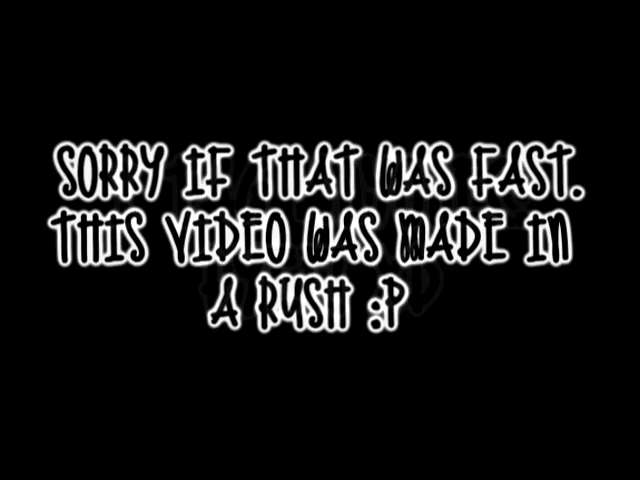 SORRY IF THAT WAS FAST.
THIS VIDEO WAS MADE IN
A RUSH :P